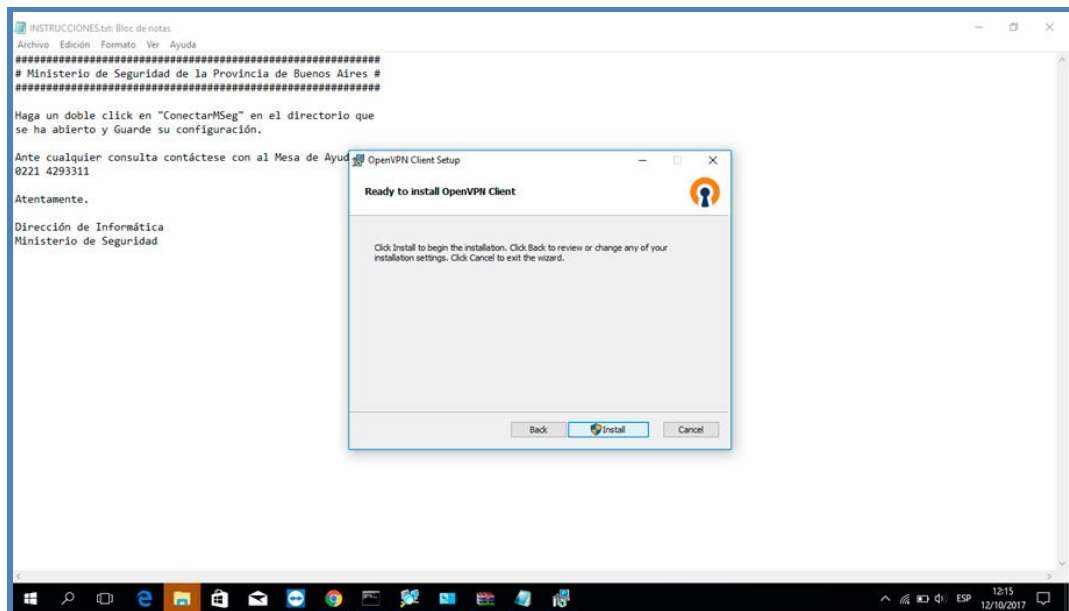 INSTRUCCIONES.txt: Bloc de notas
Archivo Edición Formato Ver Ayuda
###########################################################
# Ministerio de Seguridad de la Provincia de Buenos Aires #
###########################################################
Haga un doble click en "ConectarMSeg" en el directorio que
se ha abierto y Guarde su configuración.
Ante cualquier consulta contáctese con al Mesa de Ayud
0221 4293311
Atentamente.
Dirección de Informática
Ministerio de Seguridad
OpenVPN Client Setup
Ready to install OpenVPN Client
Click Install to begin the installation. Click Back to review or change any of your
installation settings. Click Cancel to exit the wizard.
Back Install Cancel
ESP
12:15
12/10/2017